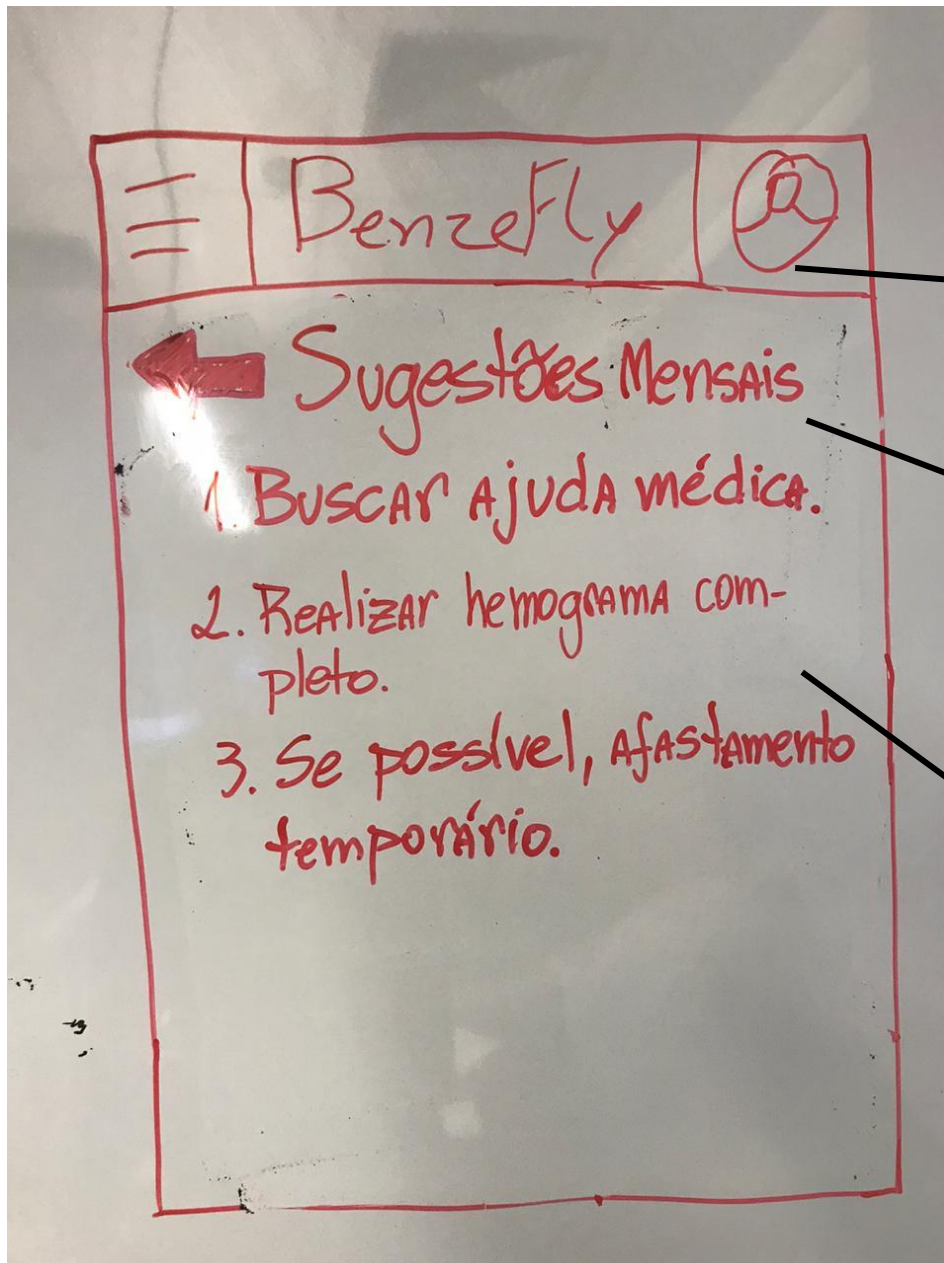 BenzeFly
Sugestões Mensais
1. Buscar ajuda médica.
2. Realizar hemograma com-
pleto.
3. Se possível, afastamento
temporário.